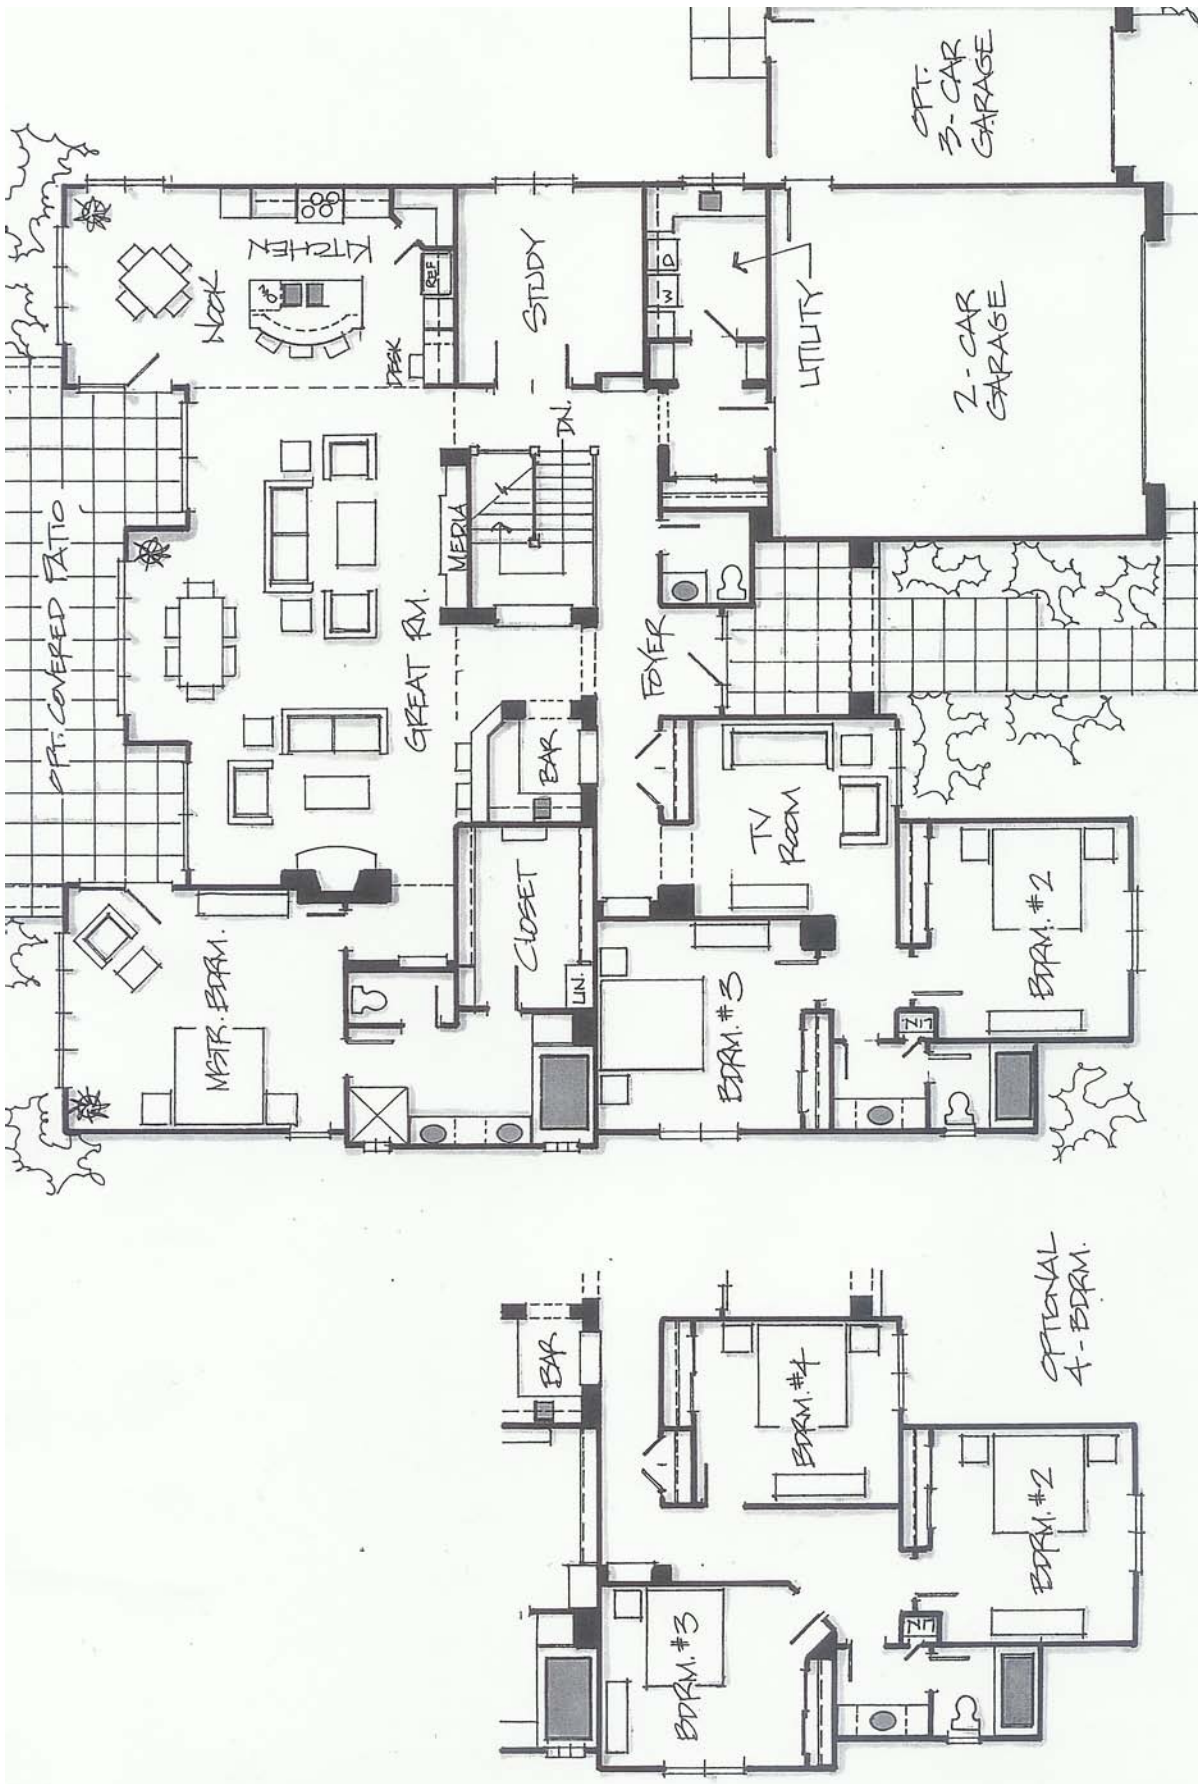 OPT.
3-CAR
GARAGE
KITCHEN
NOOK
REF
DESK
STUDY
D
W
UTILITY
2-CAR
GARAGE
DN.
OPT. COVERED PATIO
MEDIA
GREAT RM.
FOYER
BAR
TV
ROOM
CLOSET
LIN.
MSTR. BDRM.
BDRM. #2
BDRM. #3
LIN
OPTIONAL
4-BDRM.
BAR
BDRM. #4
BDRM. #2
BDRM. #3
LIN